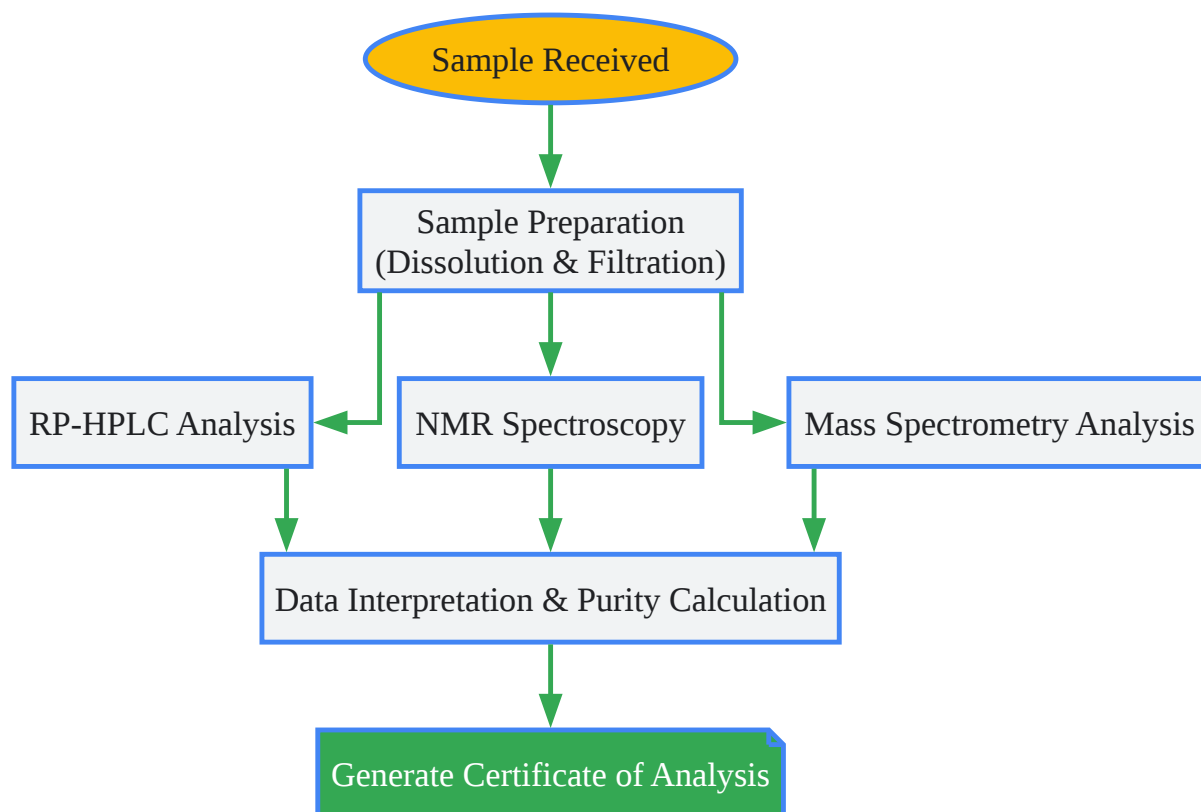 Sample Received
Sample Preparation
(Dissolution & Filtration)
RP-HPLC Analysis
NMR Spectroscopy
Mass Spectrometry Analysis
Data Interpretation & Purity Calculation
Generate Certificate of Analysis